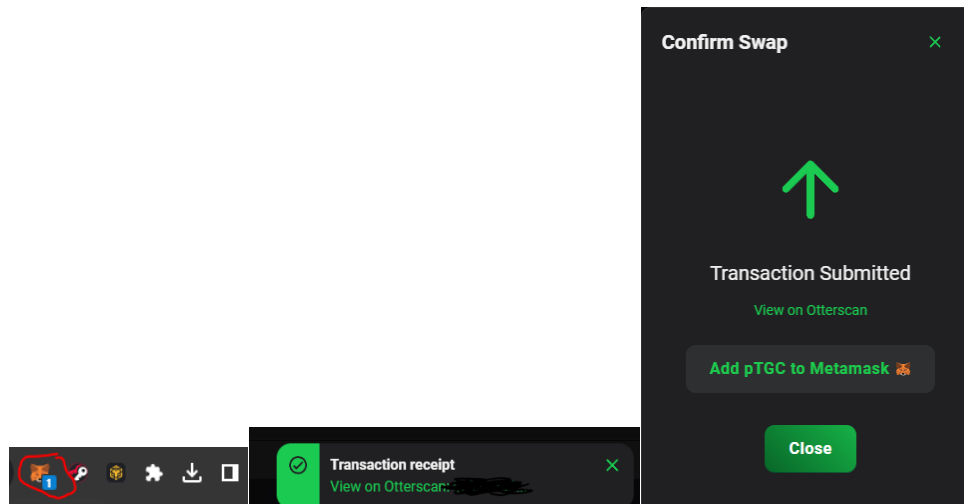 1
Transaction receipt
View on Otterscan:
Confirm Swap
Transaction Submitted
View on Otterscan
Add pTGC to Metamask
Close